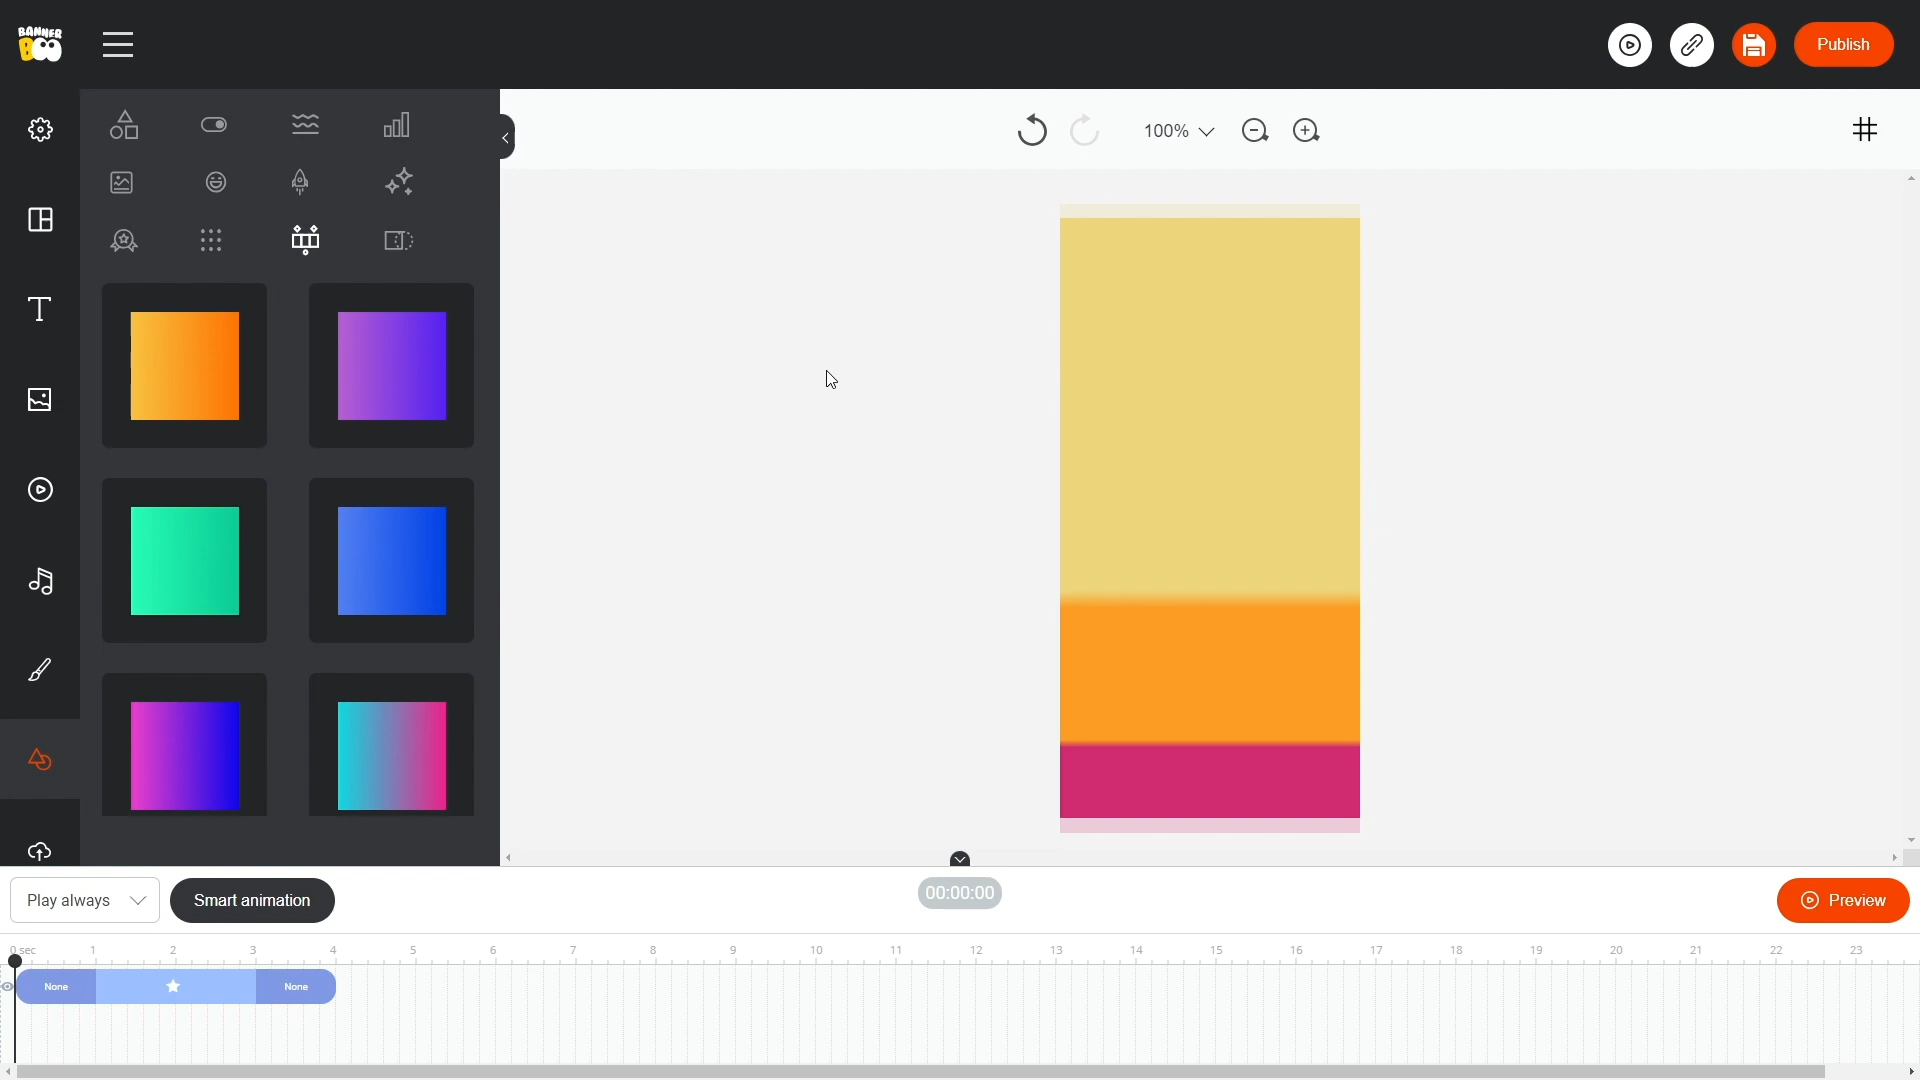 BANNER
BOO
Publish
100%
Play always
Smart animation
00:00:00
Preview
0 sec 1 2 3 4 5 6 7 8 9 10 11 12 13 14 15 16 17 18 19 20 21 22 23
None
None